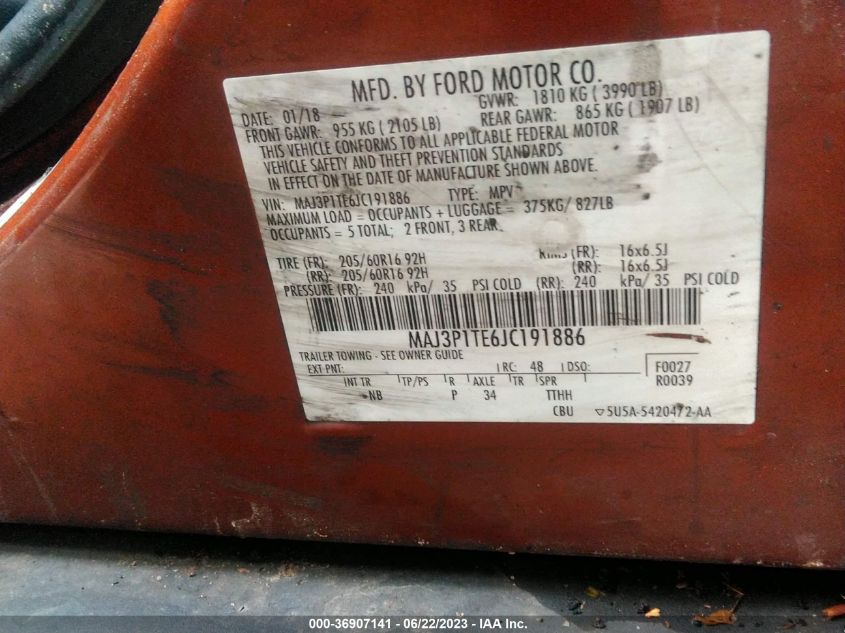 MFD. BY FORD MOTOR CO.
DATE: 01/18 GVWR: 1810 KG ( 3990 LB)
FRONT GAWR: 955 KG ( 2105 LB) REAR GAWR: 865 KG ( 1907 LB)
THIS VEHICLE CONFORMS TO ALL APPLICABLE FEDERAL MOTOR
VEHICLE SAFETY AND THEFT PREVENTION STANDARDS
IN EFFECT ON THE DATE OF MANUFACTURE SHOWN ABOVE.
VIN: MAJ3P1TE6JC191886 TYPE: MPV
MAXIMUM LOAD = OCCUPANTS + LUGGAGE = 375KG/ 827LB
OCCUPANTS = 5 TOTAL; 2 FRONT, 3 REAR.
TIRE (FR): 205/60R16 92H RIMS (FR): 16x6.5J
(RR): 205/60R16 92H (RR): 16x6.5J
PRESSURE (FR): 240 kPa/ 35 PSI COLD (RR): 240 kPa/ 35 PSI COLD
MAJ3P1TE6JC191886
TRAILER TOWING - SEE OWNER GUIDE
EXT PNT: RC: 48 DSO: F0027
INT TR TP/PS R AXLE TR SPR R0039
NB P 34 TTHH
CBU ▽5U5A-5420472-AA
000-36907141 - 06/22/2023 - IAA Inc.